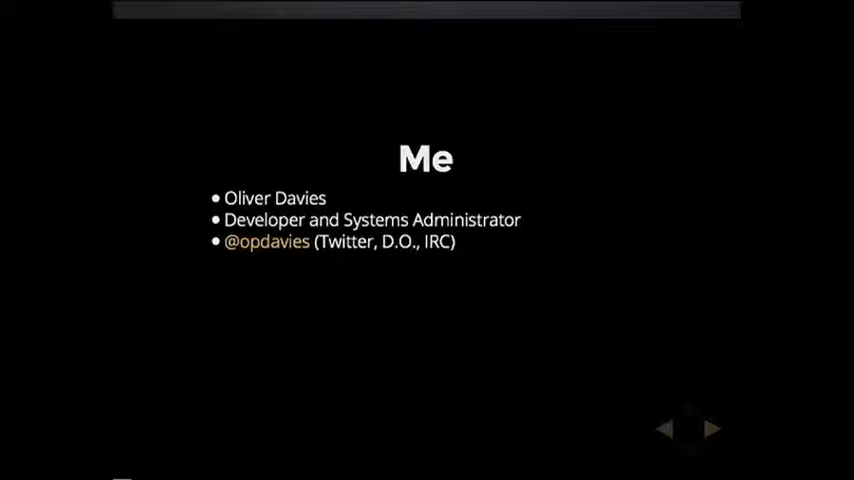 Me
• Oliver Davies
• Developer and Systems Administrator
• @opdavies (Twitter, D.O., IRC)